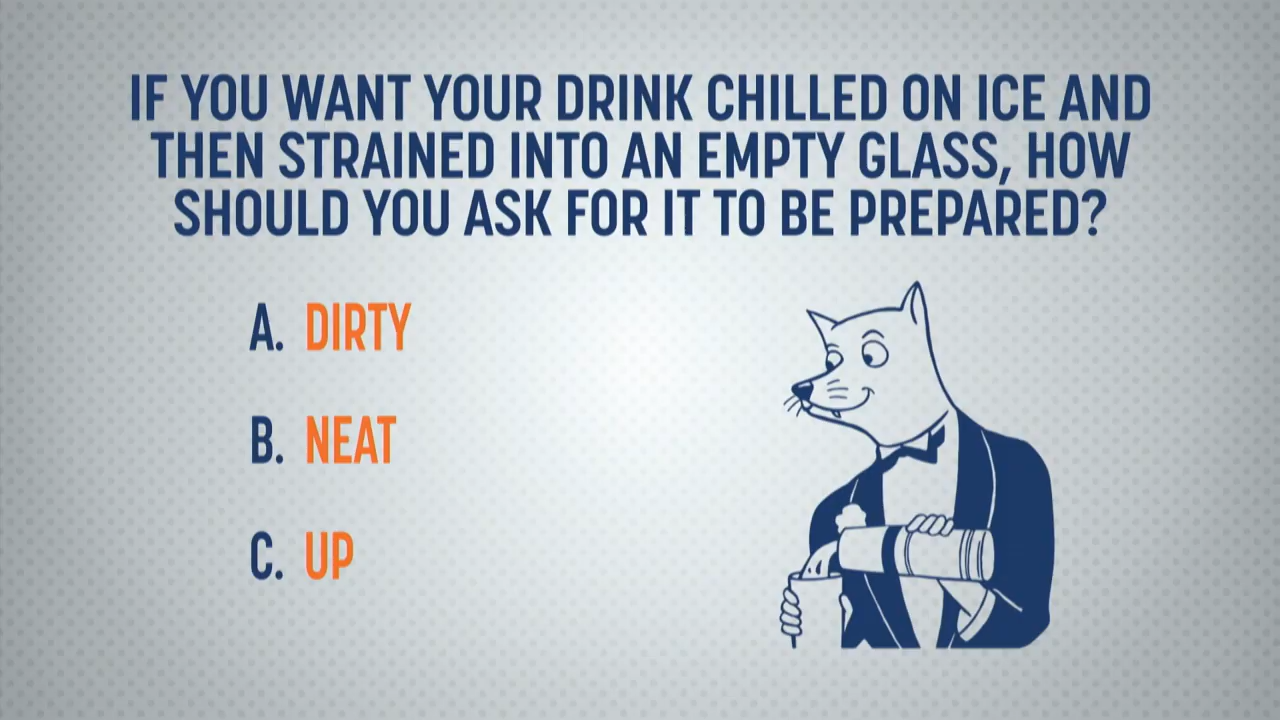 IF YOU WANT YOUR DRINK CHILLED ON ICE AND
THEN STRAINED INTO AN EMPTY GLASS, HOW
SHOULD YOU ASK FOR IT TO BE PREPARED?
A. DIRTY
B. NEAT
C. UP